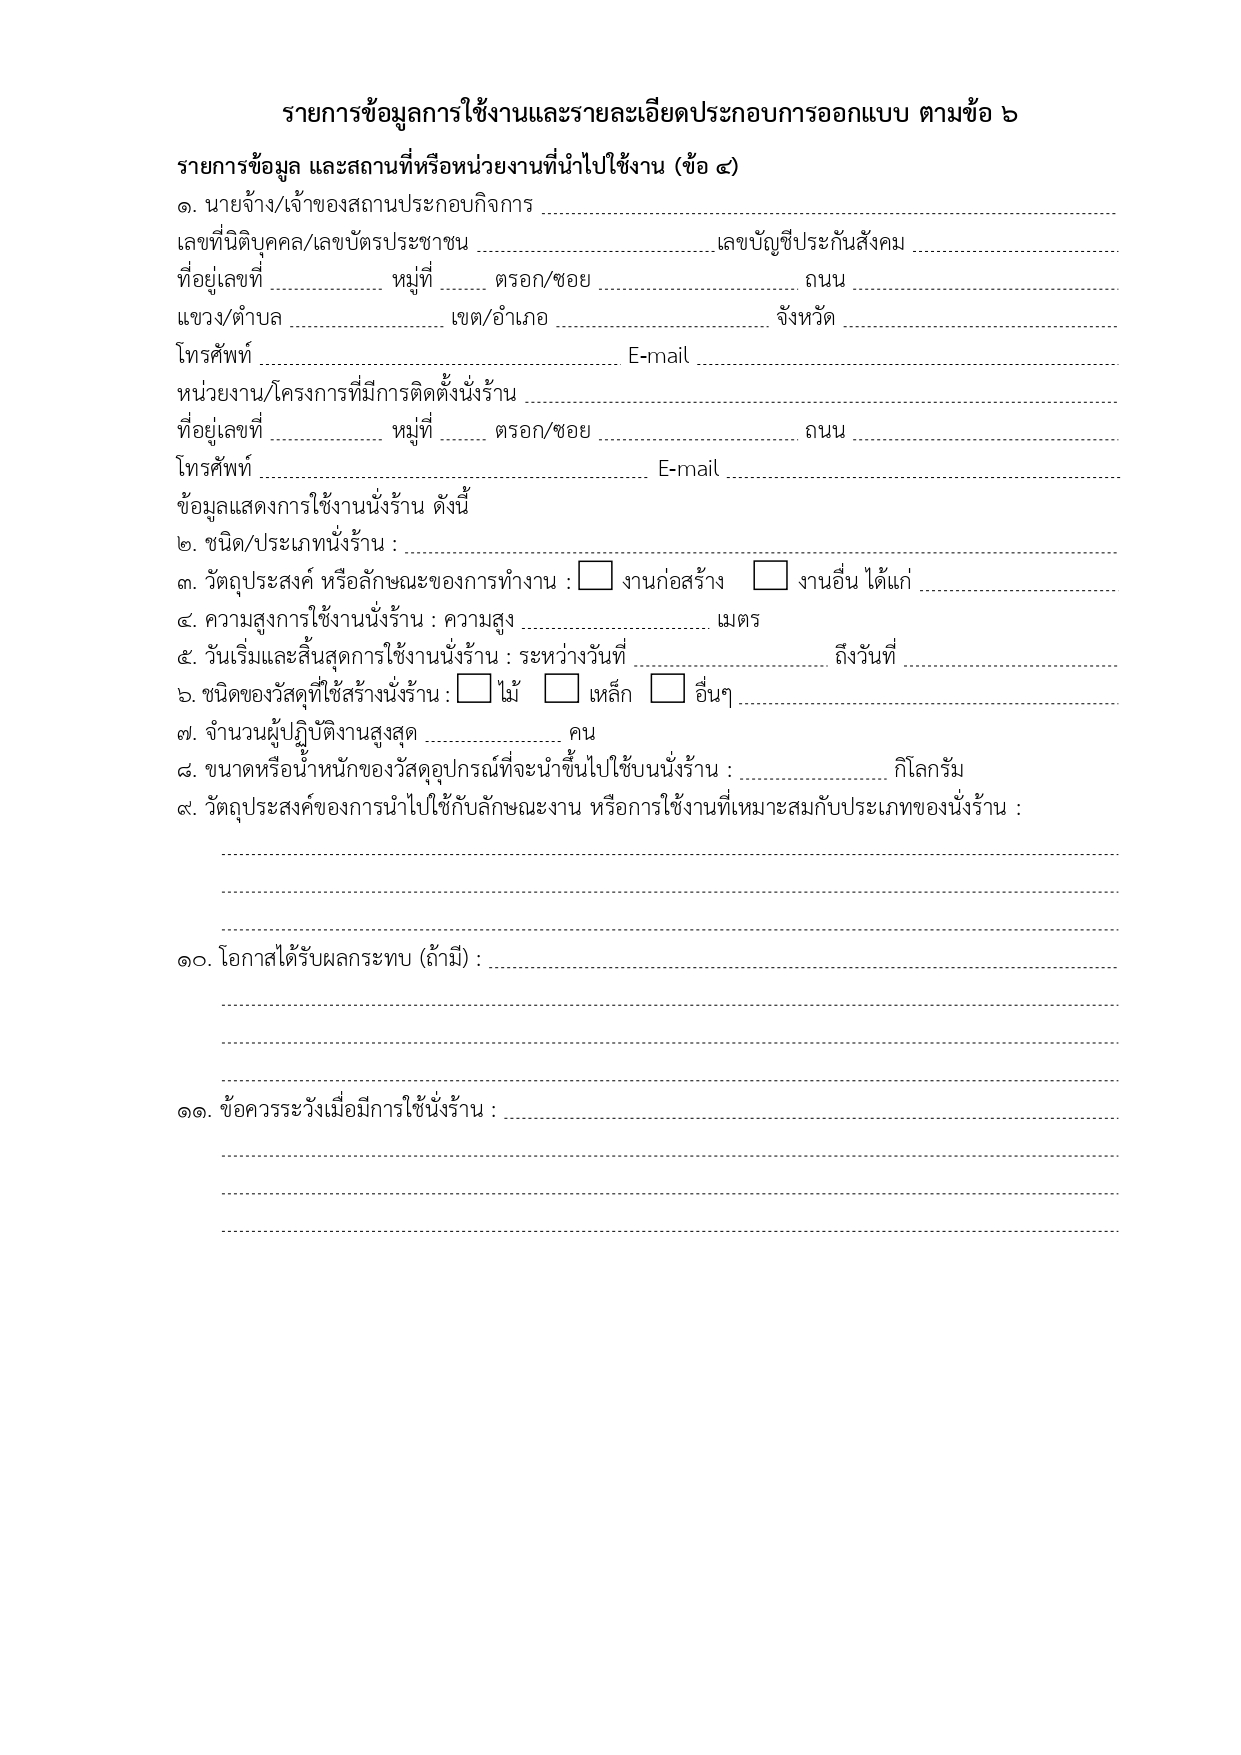 รายการข้อมูลการใช้งานและรายละเอียดประกอบการออกแบบ ตามข้อ ๖
รายการข้อมูล และสถานที่หรือหน่วยงานที่นำไปใช้งาน (ข้อ ๔)
๑. นายจ้าง/เจ้าของสถานประกอบกิจการ
เลขที่นิติบุคคล/เลขบัตรประชาชน เลขบัญชีประกันสังคม
ที่อยู่เลขที่ หมู่ที่ ตรอก/ซอย ถนน
แขวง/ตำบล เขต/อำเภอ จังหวัด
โทรศัพท์ E-mail
หน่วยงาน/โครงการที่มีการติดตั้งนั่งร้าน
ที่อยู่เลขที่ หมู่ที่ ตรอก/ซอย ถนน
โทรศัพท์ E-mail
ข้อมูลแสดงการใช้งานนั่งร้าน ดังนี้
๒. ชนิด/ประเภทนั่งร้าน :
๓. วัตถุประสงค์ หรือลักษณะของการทำงาน : งานก่อสร้าง งานอื่น ได้แก่
๔. ความสูงการใช้งานนั่งร้าน : ความสูง เมตร
๕. วันเริ่มและสิ้นสุดการใช้งานนั่งร้าน : ระหว่างวันที่ ถึงวันที่
๖. ชนิดของวัสดุที่ใช้สร้างนั่งร้าน : ไม้ เหล็ก อื่นๆ
๗. จำนวนผู้ปฏิบัติงานสูงสุด คน
๘. ขนาดหรือน้ำหนักของวัสดุอุปกรณ์ที่จะนำขึ้นไปใช้บนนั่งร้าน : กิโลกรัม
๙. วัตถุประสงค์ของการนำไปใช้กับลักษณะงาน หรือการใช้งานที่เหมาะสมกับประเภทของนั่งร้าน :
๑๐. โอกาสได้รับผลกระทบ (ถ้ามี) :
๑๑. ข้อควรระวังเมื่อมีการใช้นั่งร้าน :